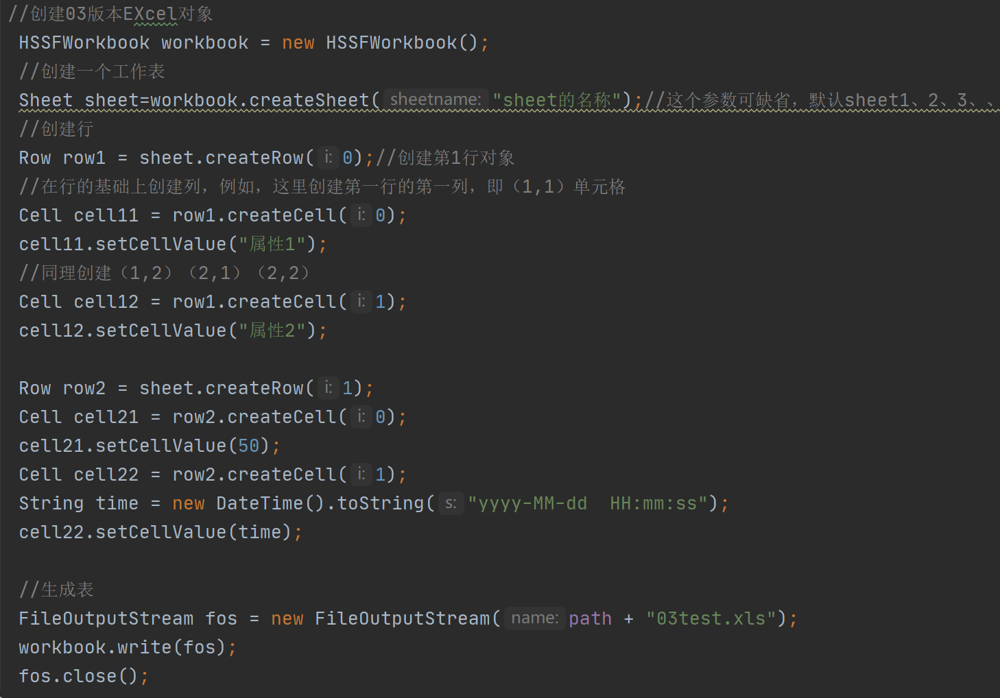 //创建03版本EXcel对象
HSSFWorkbook workbook = new HSSFWorkbook();
//创建一个工作表
Sheet sheet=workbook.createSheet( sheetname: "sheet的名称");//这个参数可缺省，默认sheet1、2、3、、
//创建行
Row row1 = sheet.createRow( i: 0);//创建第1行对象
//在行的基础上创建列，例如，这里创建第一行的第一列，即（1,1）单元格
Cell cell11 = row1.createCell( i: 0);
cell11.setCellValue("属性1");
//同理创建（1,2）（2,1）（2,2）
Cell cell12 = row1.createCell( i: 1);
cell12.setCellValue("属性2");
Row row2 = sheet.createRow( i: 1);
Cell cell21 = row2.createCell( i: 0);
cell21.setCellValue(50);
Cell cell22 = row2.createCell( i: 1);
String time = new DateTime().toString( s: "yyyy-MM-dd  HH:mm:ss");
cell22.setCellValue(time);
//生成表
FileOutputStream fos = new FileOutputStream( name: path + "03test.xls");
workbook.write(fos);
fos.close();